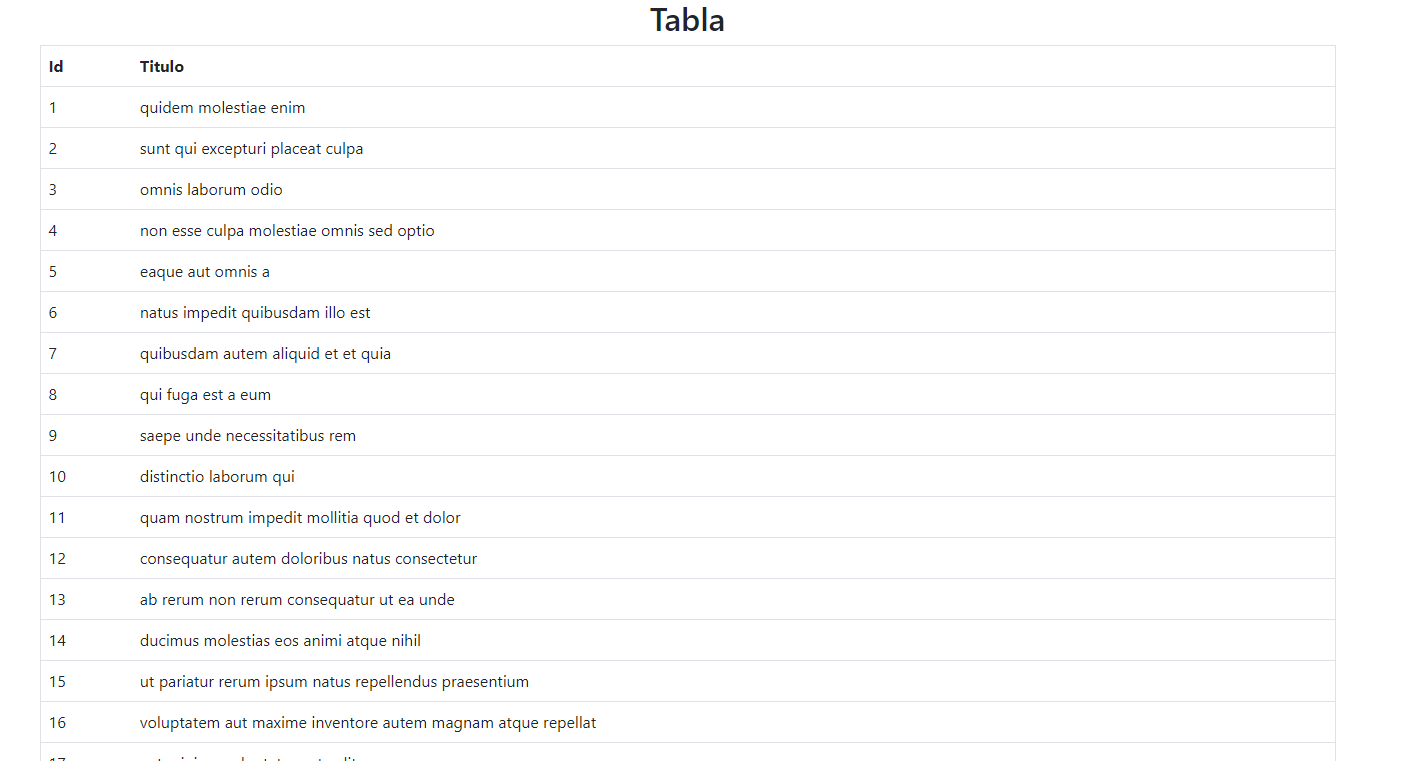 Tabla
Id Titulo
1 quidem molestiae enim
2 sunt qui excepturi placeat culpa
3 omnis laborum odio
4 non esse culpa molestiae omnis sed optio
5 eaque aut omnis a
6 natus impedit quibusdam illo est
7 quibusdam autem aliquid et et quia
8 qui fuga est a eum
9 saepe unde necessitatibus rem
10 distinctio laborum qui
11 quam nostrum impedit mollitia quod et dolor
12 consequatur autem doloribus natus consectetur
13 ab rerum non rerum consequatur ut ea unde
14 ducimus molestias eos animi atque nihil
15 ut pariatur rerum ipsum natus repellendus praesentium
16 voluptatem aut maxime inventore autem magnam atque repellat
17